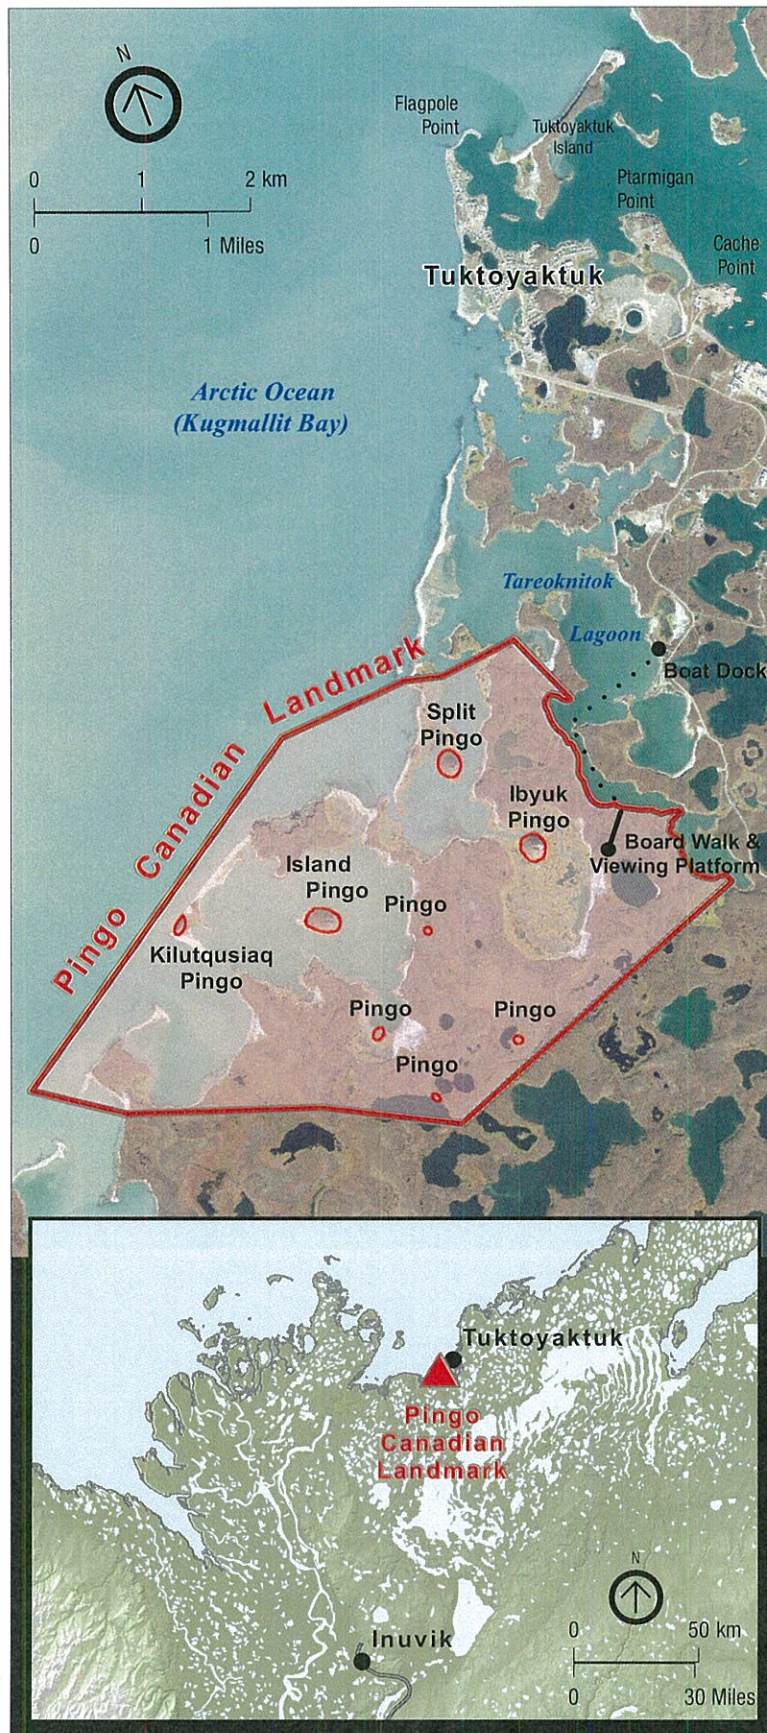 N
0 1 2 km
0 1 Miles
Flagpole
Point
Tuktoyaktuk
Island
Ptarmigan
Point
Cache
Point
Tuktoyaktuk
Arctic Ocean
(Kugmallit Bay)
Tareoknitok
Lagoon
Boat Dock
Pingo Canadian Landmark
Split
Pingo
Ibyuk
Pingo
Board Walk &
Viewing Platform
Island
Pingo
Pingo
Kilutqusiaq
Pingo
Pingo
Pingo
Pingo
Tuktoyaktuk
Pingo
Canadian
Landmark
Inuvik
N
0 50 km
0 30 Miles